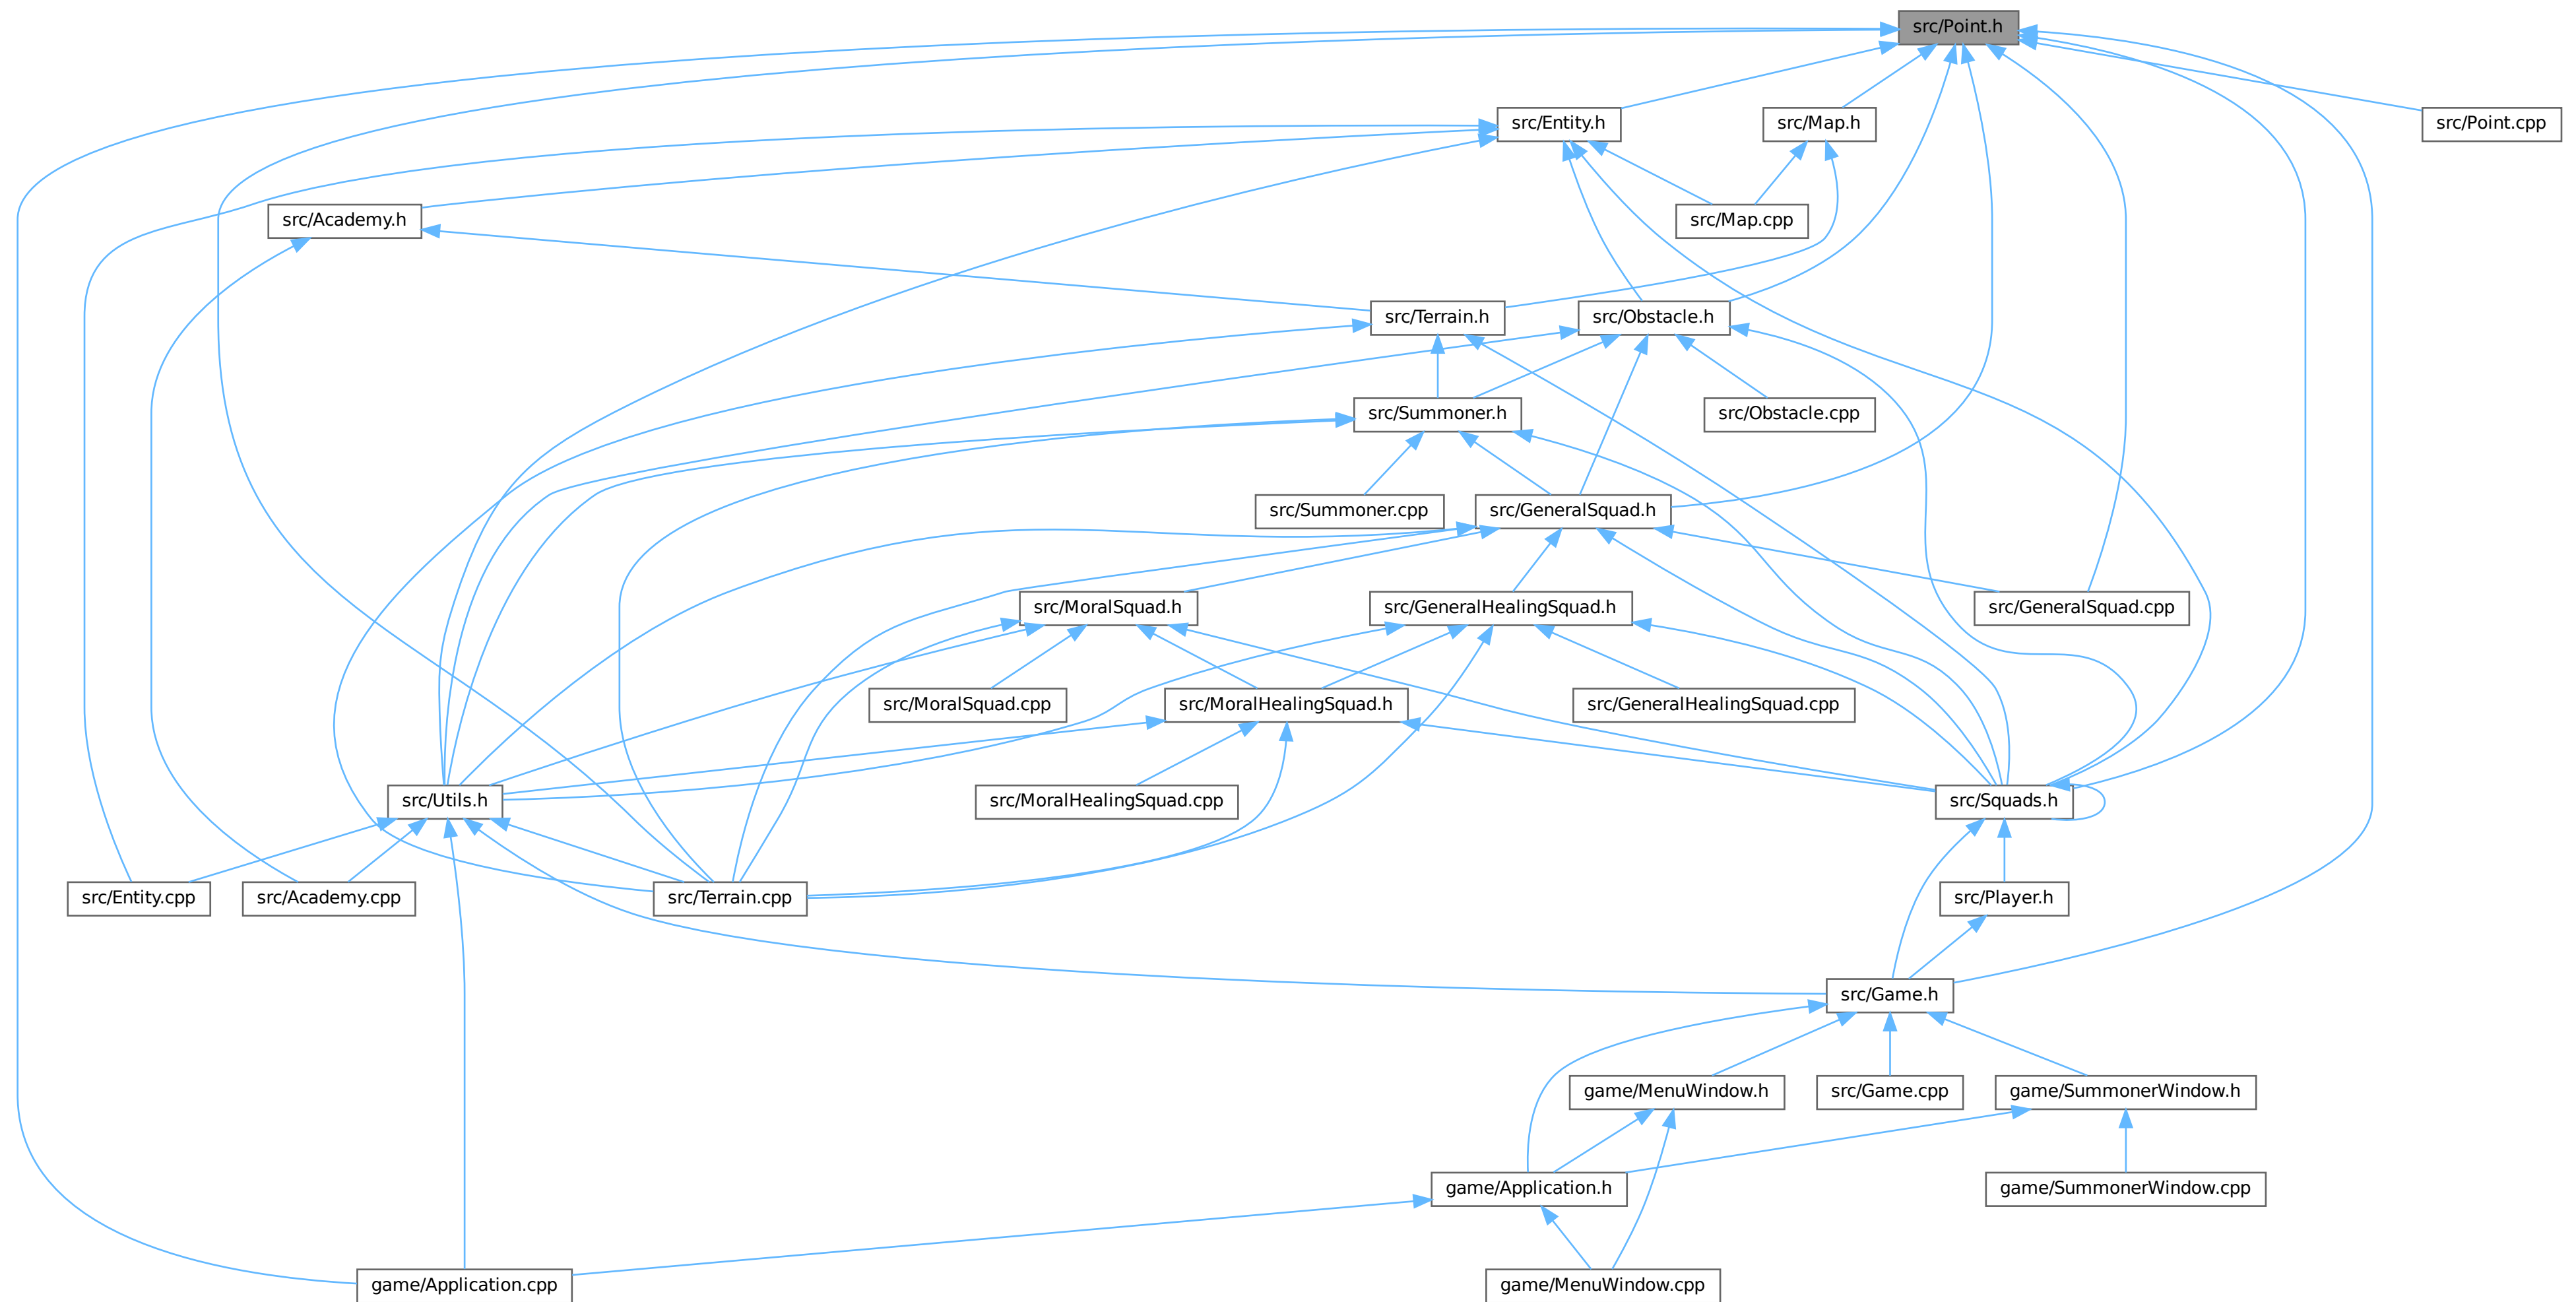 src/Point.h
src/Entity.h
src/Map.h
src/Point.cpp
src/Academy.h
src/Map.cpp
src/Terrain.h
src/Obstacle.h
src/Summoner.h
src/Obstacle.cpp
src/Summoner.cpp
src/GeneralSquad.h
src/MoralSquad.h
src/GeneralHealingSquad.h
src/GeneralSquad.cpp
src/MoralSquad.cpp
src/MoralHealingSquad.h
src/GeneralHealingSquad.cpp
src/Utils.h
src/MoralHealingSquad.cpp
src/Squads.h
src/Entity.cpp
src/Academy.cpp
src/Terrain.cpp
src/Player.h
src/Game.h
game/MenuWindow.h
src/Game.cpp
game/SummonerWindow.h
game/Application.h
game/SummonerWindow.cpp
game/Application.cpp
game/MenuWindow.cpp